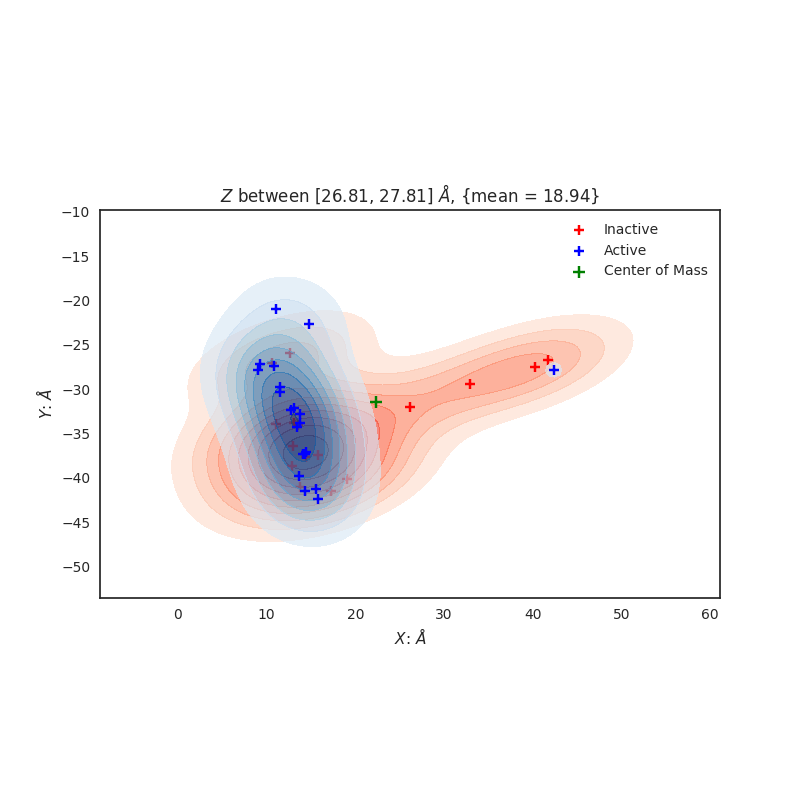 Z between [26.81, 27.81] Å, {mean = 18.94}
Inactive
Active
Center of Mass
−10
−15
−20
−25
−30
−35
−40
−45
−50
Y: Å
0 10 20 30 40 50 60
X: Å